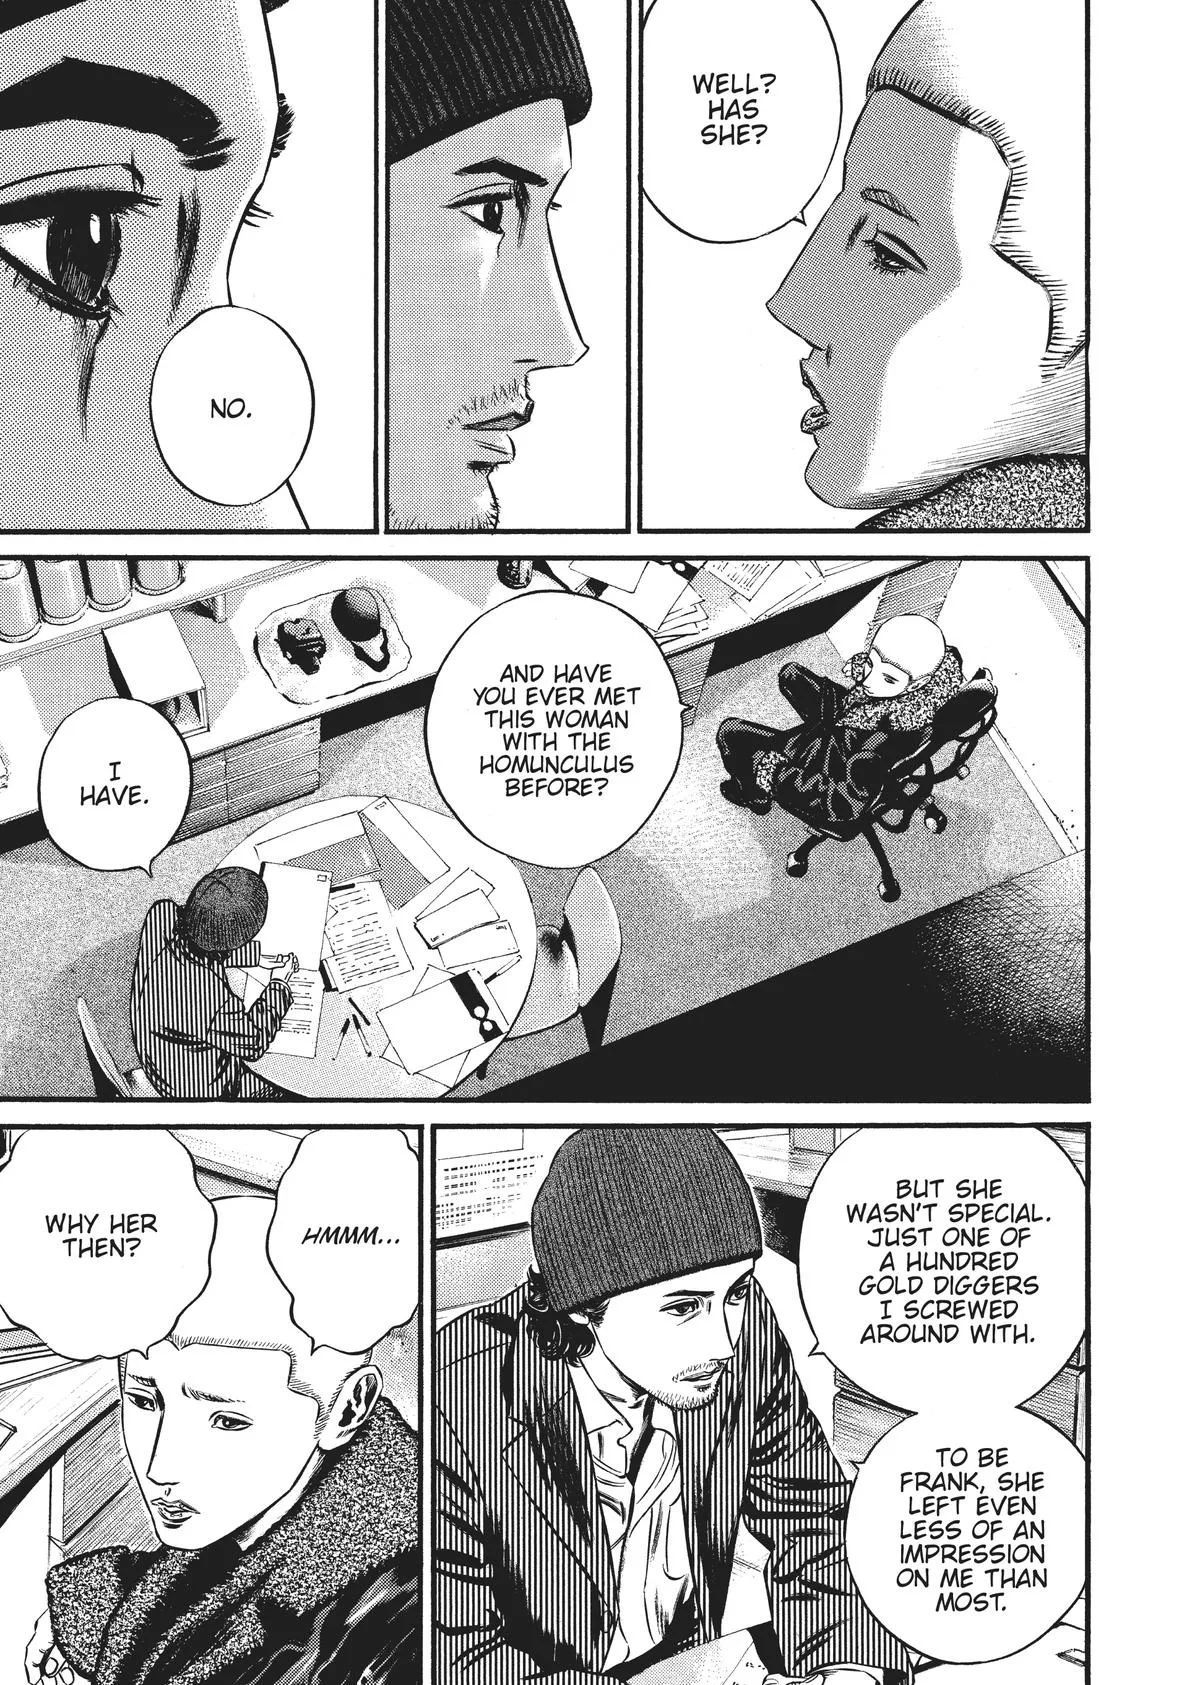 WELL?
HAS
SHE?
NO.
AND HAVE
YOU EVER MET
THIS WOMAN
WITH THE
HOMUNCULUS
BEFORE?
I
HAVE.
BUT SHE
WASN'T SPECIAL.
JUST ONE OF
A HUNDRED
GOLD DIGGERS
I SCREWED
AROUND WITH.
TO BE
FRANK, SHE
LEFT EVEN
LESS OF AN
IMPRESSION
ON ME THAN
MOST.
HMMM...
WHY HER
THEN?